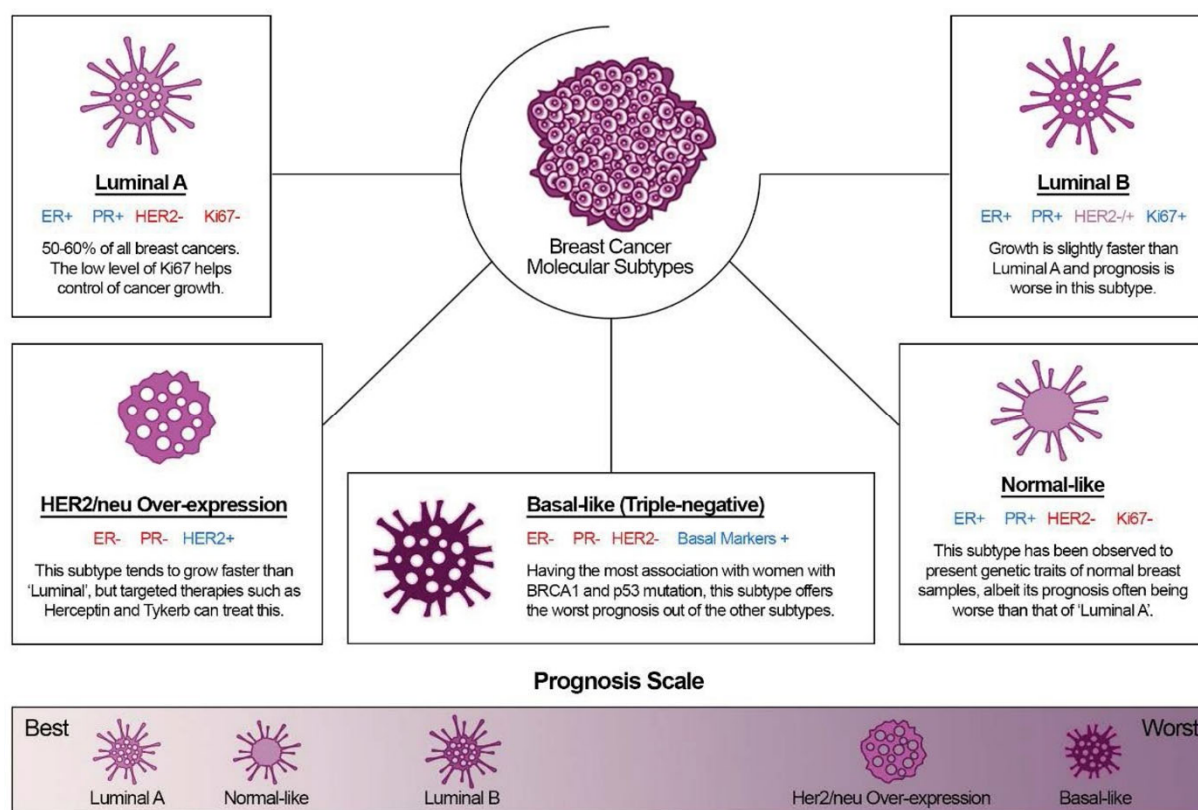 Luminal A
ER+ PR+ HER2- Ki67-
50-60% of all breast cancers.
The low level of Ki67 helps
control of cancer growth.
Breast Cancer
Molecular Subtypes
Luminal B
ER+ PR+ HER2-/+ Ki67+
Growth is slightly faster than
Luminal A and prognosis is
worse in this subtype.
HER2/neu Over-expression
ER- PR- HER2+
This subtype tends to grow faster than
‘Luminal’, but targeted therapies such as
Herceptin and Tykerb can treat this.
Basal-like (Triple-negative)
ER- PR- HER2- Basal Markers +
Having the most association with women with
BRCA1 and p53 mutation, this subtype offers
the worst prognosis out of the other subtypes.
Normal-like
ER+ PR+ HER2- Ki67-
This subtype has been observed to
present genetic traits of normal breast
samples, albeit its prognosis often being
worse than that of ‘Luminal A’.
Prognosis Scale
Best
Worst
Luminal A Normal-like Luminal B Her2/neu Over-expression Basal-like